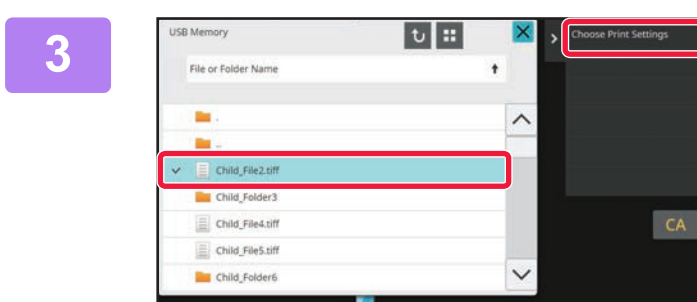 3
USB Memory
Choose Print Settings
File or Folder Name
.
..
Child_File2.tiff
Child_Folder3
Child_File4.tiff
Child_File5.tiff
CA
Child_Folder6